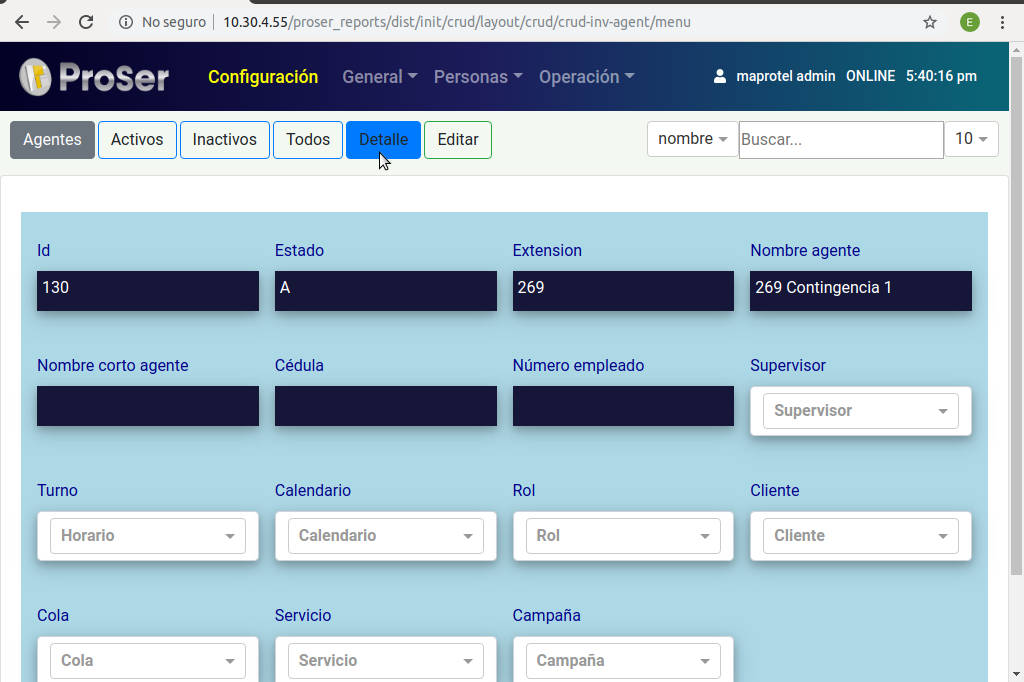 No seguro | 10.30.4.55/proser_reports/dist/init/crud/layout/crud/crud-inv-agent/menu E
ProSer Configuración General Personas Operación maprotel admin ONLINE 5:40:16 pm
Agentes Activos Inactivos Todos Detalle Editar nombre Buscar... 10
Id Estado Extension Nombre agente
130 A 269 269 Contingencia 1
Nombre corto agente Cédula Número empleado Supervisor
Supervisor
Turno Calendario Rol Cliente
Horario Calendario Rol Cliente
Cola Servicio Campaña
Cola Servicio Campaña